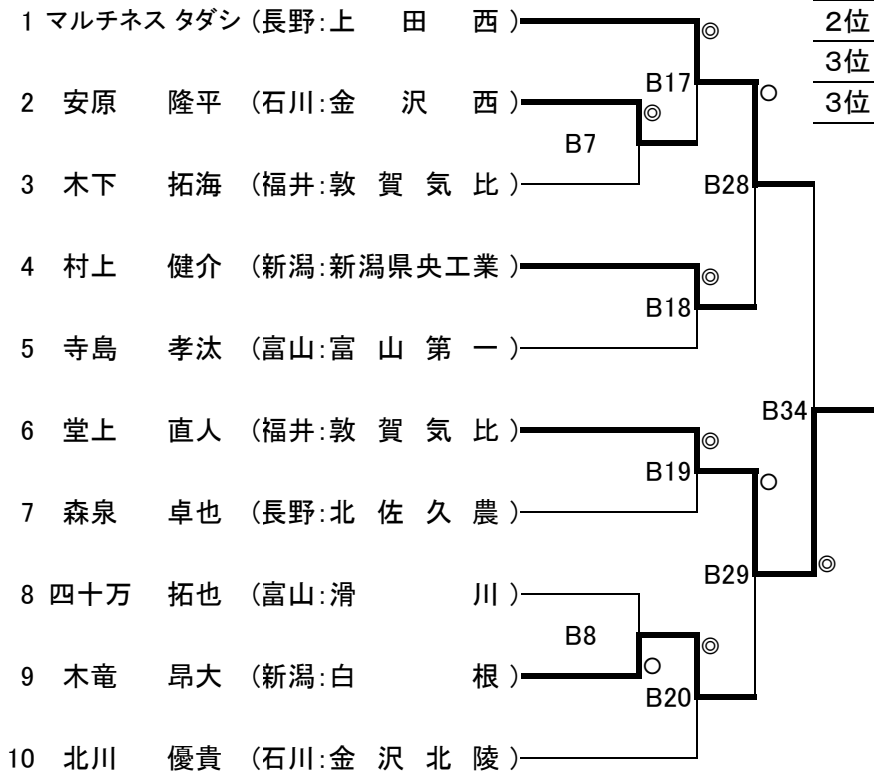 1 マルチネス タダシ (長野:上 田 西) ◎ 2位
B17 3位
2 安原 隆平 (石川:金 沢 西) ◎ ○ 3位
B7
3 木下 拓海 (福井:敦 賀 気 比) B28
4 村上 健介 (新潟:新潟県央工業) ◎
B18
5 寺島 孝汰 (富山:富 山 第 一)
B34
6 堂上 直人 (福井:敦 賀 気 比) ◎
B19 ○
7 森泉 卓也 (長野:北 佐 久 農)
B29 ◎
8 四十万 拓也 (富山:滑 川)
B8 ◎
9 木竜 昂大 (新潟:白 根) ○
B20
10 北川 優貴 (石川:金 沢 北 陵)